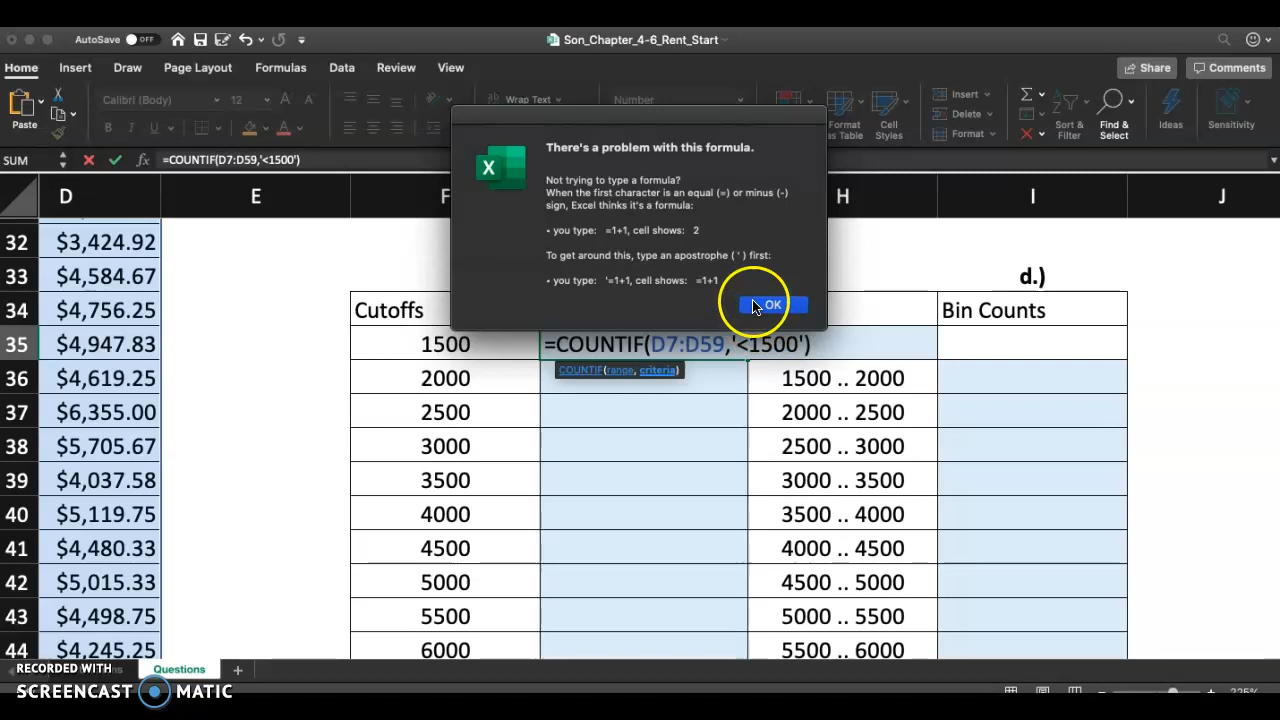 AutoSave OFF
Son_Chapter_4-6_Rent_Start
Home Insert Draw Page Layout Formulas Data Review View Share Comments
Paste Calibri (Body) 12 A A Wrap Text Number Format as Table Cell Styles Insert Delete Format Sort & Filter Find & Select Ideas Sensitivity
B I U
SUM fx =COUNTIF(D7:D59,'<1500')
There's a problem with this formula.
Not trying to type a formula?
When the first character is an equal (=) or minus (-)
sign, Excel thinks it's a formula:
• you type: =1+1, cell shows: 2
To get around this, type an apostrophe ( ' ) first:
• you type: '=1+1, cell shows: =1+1
OK
D E F H I J
32 $3,424.92
33 $4,584.67 d.)
34 $4,756.25 Cutoffs Bin Counts
35 $4,947.83 1500 =COUNTIF(D7:D59,'<1500')
COUNTIF(range, criteria)
36 $4,619.25 2000 1500 .. 2000
37 $6,355.00 2500 2000 .. 2500
38 $5,705.67 3000 2500 .. 3000
39 $4,037.58 3500 3000 .. 3500
40 $5,119.75 4000 3500 .. 4000
41 $4,480.33 4500 4000 .. 4500
42 $5,015.33 5000 4500 .. 5000
43 $4,498.75 5500 5000 .. 5500
44 $4,245.25 6000 5500 .. 6000
RECORDED WITH
SCREENCAST MATIC
Questions +